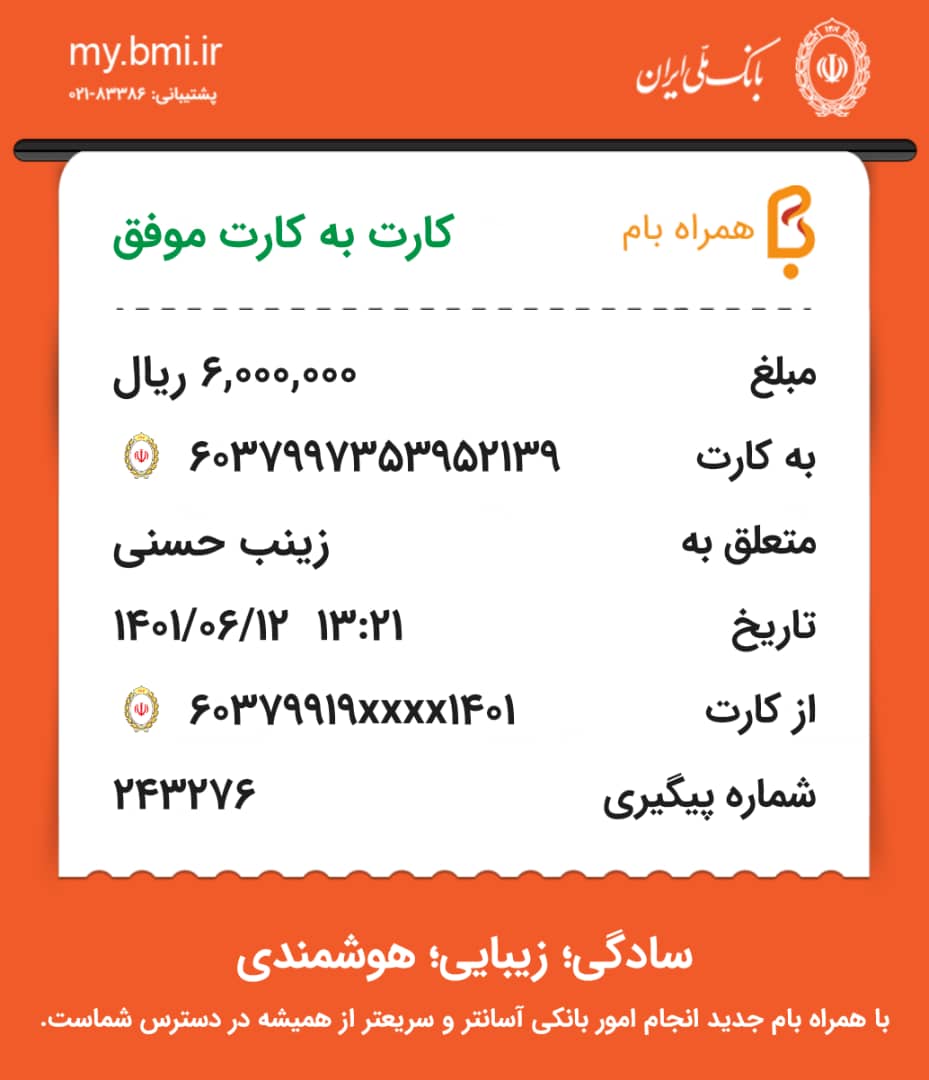 بانک ملّی ایران
my.bmi.ir
پشتیبانی: ۸۳۳۸۶-۰۲۱
همراه بام
کارت به کارت موفق
مبلغ ۶,۰۰۰,۰۰۰ ریال
به کارت ۶۰۳۷۹۹۷۳۵۳۹۵۲۱۳۹
متعلق به زینب حسنی
تاریخ ۱۴۰۱/۰۶/۱۲ ۱۳:۲۱
از کارت ۶۰۳۷۹۹۱۹xxxx۱۴۰۱
شماره پیگیری ۲۴۳۲۷۶
سادگی؛ زیبایی؛ هوشمندی
با همراه بام جدید انجام امور بانکی آسانتر و سریعتر از همیشه در دسترس شماست.